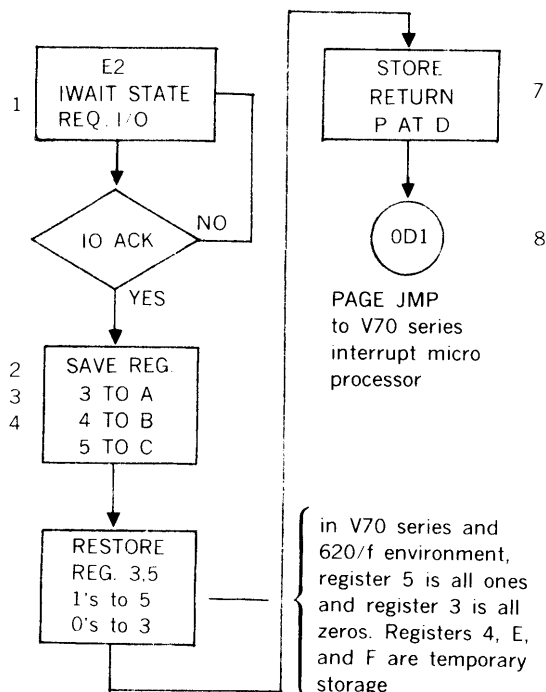 E2
1 IWAIT STATE
REQ. I/O
IO ACK
NO
YES
2 SAVE REG.
3 3 TO A
4 4 TO B
5 TO C
RESTORE
REG. 3,5
1's to 5
0's to 3
STORE
RETURN 7
P AT D
0D1 8
PAGE JMP
to V70 series
interrupt micro
processor
in V70 series and
620/f environment,
register 5 is all ones
and register 3 is all
zeros. Registers 4, E,
and F are temporary
storage